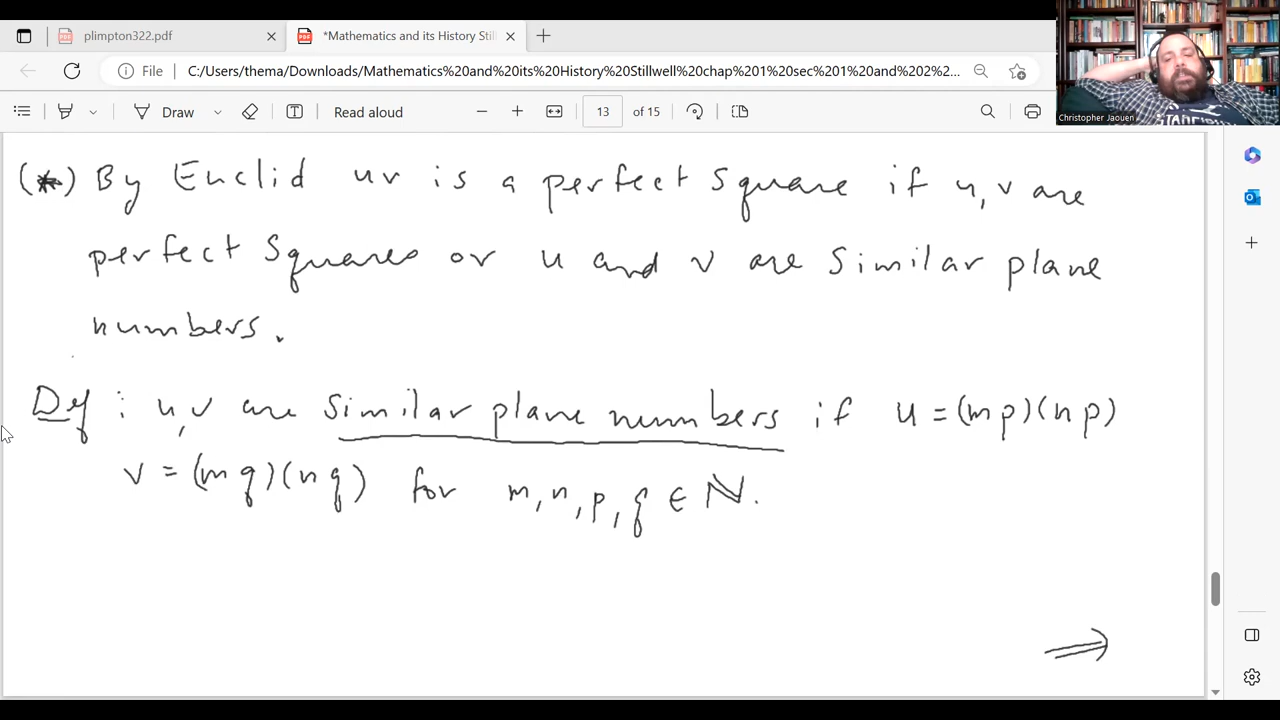 plimpton322.pdf
*Mathematics and its History Still
File
C:/Users/thema/Downloads/Mathematics%20and%20its%20History%20Stillwell%20chap%201%20sec%201%20and%202%2...
Draw
Read aloud
13 of 15
Christopher Jaouen
(*) By Euclid uv is a perfect square if u, v are
perfect squares or u and v are similar plane
numbers.
Def : u, v are similar plane numbers if u = (mp)(np)
v = (mq)(nq) for m, n, p, q ∈ ℕ.
⟹